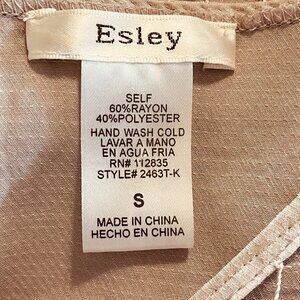 Esley
SELF
60%RAYON
40%POLYESTER
HAND WASH COLD
LAVAR A MANO
EN AGUA FRIA
RN# 112835
STYLE# 2463T-K
S
MADE IN CHINA
HECHO EN CHINA